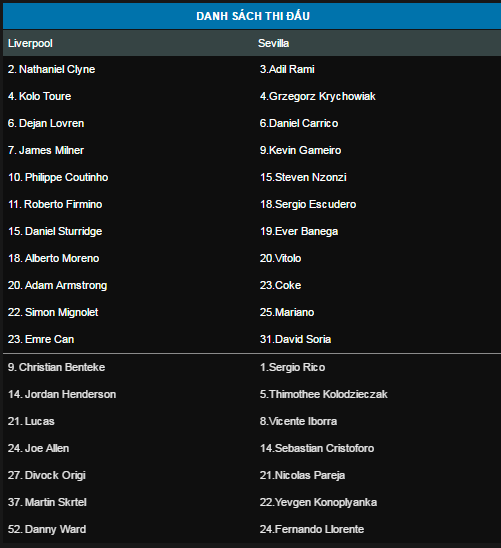 DANH SÁCH THI ĐẤU
Liverpool Sevilla
2. Nathaniel Clyne 3.Adil Rami
4. Kolo Toure 4.Grzegorz Krychowiak
6. Dejan Lovren 6.Daniel Carrico
7. James Milner 9.Kevin Gameiro
10. Philippe Coutinho 15.Steven Nzonzi
11. Roberto Firmino 18.Sergio Escudero
15. Daniel Sturridge 19.Ever Banega
18. Alberto Moreno 20.Vitolo
20. Adam Armstrong 23.Coke
22. Simon Mignolet 25.Mariano
23. Emre Can 31.David Soria
9. Christian Benteke 1.Sergio Rico
14. Jordan Henderson 5.Thimothee Kolodzieczak
21. Lucas 8.Vicente Iborra
24. Joe Allen 14.Sebastian Cristoforo
27. Divock Origi 21.Nicolas Pareja
37. Martin Skrtel 22.Yevgen Konoplyanka
52. Danny Ward 24.Fernando Llorente